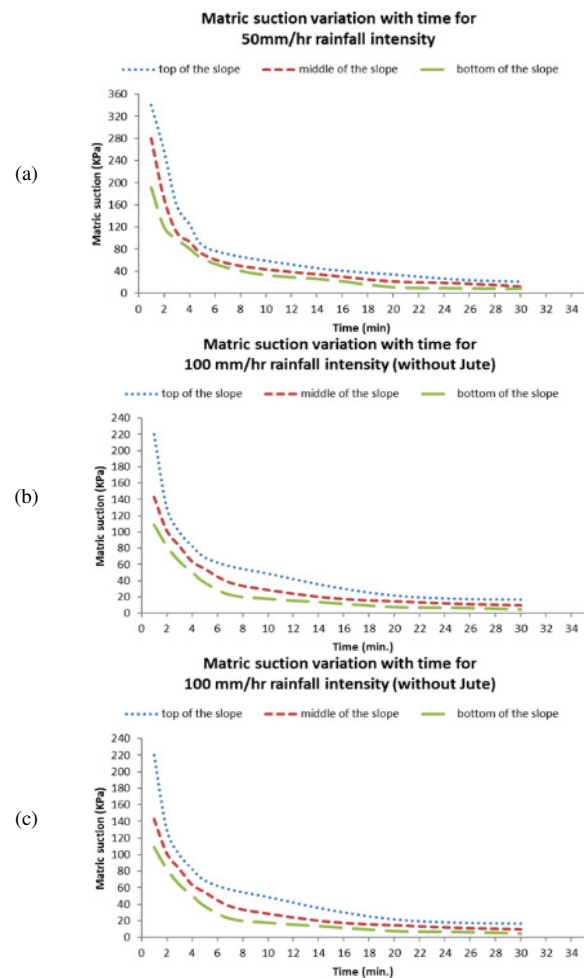 Matric suction variation with time for
50mm/hr rainfall intensity
top of the slope middle of the slope bottom of the slope
(a)
Matric suction (KPa)
360
320
280
240
200
160
120
80
40
0
0 2 4 6 8 10 12 14 16 18 20 22 24 26 28 30 32 34
Time (min)
Matric suction variation with time for
100 mm/hr rainfall intensity (without Jute)
top of the slope middle of the slope bottom of the slope
(b)
Matric suction (KPa)
240
220
200
180
160
140
120
100
80
60
40
20
0
0 2 4 6 8 10 12 14 16 18 20 22 24 26 28 30 32 34
Time (min.)
Matric suction variation with time for
100 mm/hr rainfall intensity (without Jute)
top of the slope middle of the slope bottom of the slope
(c)
Matric suction (KPa)
240
220
200
180
160
140
120
100
80
60
40
20
0
0 2 4 6 8 10 12 14 16 18 20 22 24 26 28 30 32 34
Time (min.)